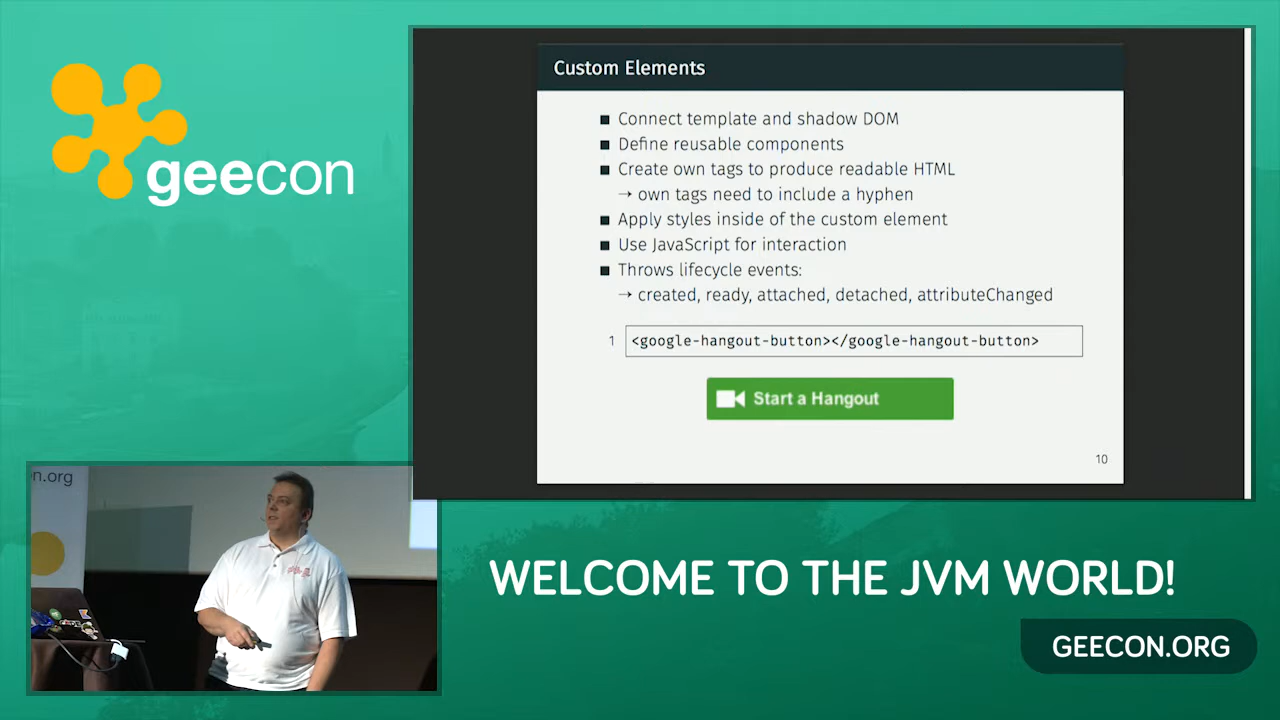 geecon
Custom Elements
■ Connect template and shadow DOM
■ Define reusable components
■ Create own tags to produce readable HTML
→ own tags need to include a hyphen
■ Apply styles inside of the custom element
■ Use JavaScript for interaction
■ Throws lifecycle events:
→ created, ready, attached, detached, attributeChanged
1 <google-hangout-button></google-hangout-button>
Start a Hangout
10
n.org
WELCOME TO THE JVM WORLD!
GEECON.ORG